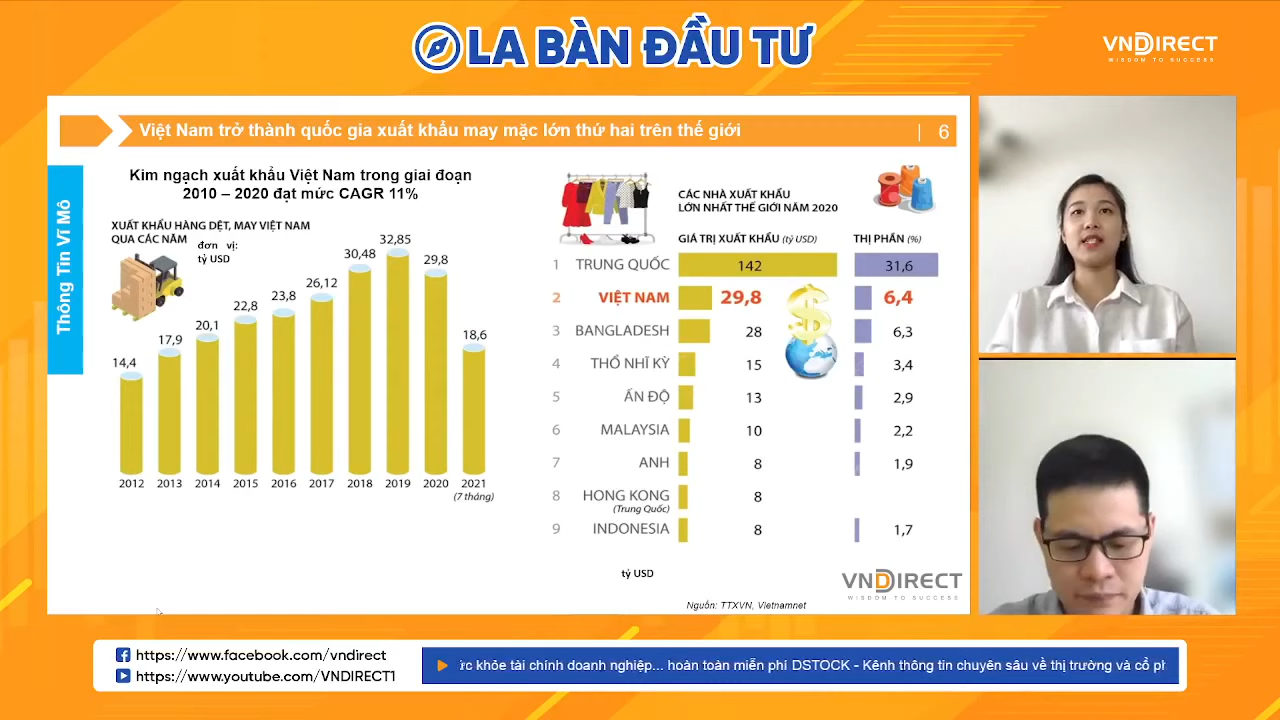 LA BÀN ĐẦU TƯ
VNDIRECT
WISDOM TO SUCCESS
Việt Nam trở thành quốc gia xuất khẩu may mặc lớn thứ hai trên thế giới
6
Thông Tin Vĩ Mô
Kim ngạch xuất khẩu Việt Nam trong giai đoạn
2010 – 2020 đạt mức CAGR 11%
XUẤT KHẨU HÀNG DỆT, MAY VIỆT NAM
QUA CÁC NĂM
đơn vị:
tỷ USD
14,4
17,9
20,1
22,8
23,8
26,12
30,48
32,85
29,8
18,6
2012 2013 2014 2015 2016 2017 2018 2019 2020 2021
(7 tháng)
CÁC NHÀ XUẤT KHẨU
LỚN NHẤT THẾ GIỚI NĂM 2020
GIÁ TRỊ XUẤT KHẨU (tỷ USD) THỊ PHẦN (%)
1 TRUNG QUỐC 142 31,6
2 VIỆT NAM 29,8 6,4
3 BANGLADESH 28 6,3
4 THỔ NHĨ KỲ 15 3,4
5 ẤN ĐỘ 13 2,9
6 MALAYSIA 10 2,2
7 ANH 8 1,9
8 HONG KONG 8
(Trung Quốc)
9 INDONESIA 8 1,7
tỷ USD
VNDIRECT
WISDOM TO SUCCESS
Nguồn: TTXVN, Vietnamnet
https://www.facebook.com/vndirect
https://www.youtube.com/VNDIRECT1
khỏe tài chính doanh nghiệp... hoàn toàn miễn phí DSTOCK - Kênh thông tin chuyên sâu về thị trường và cổ